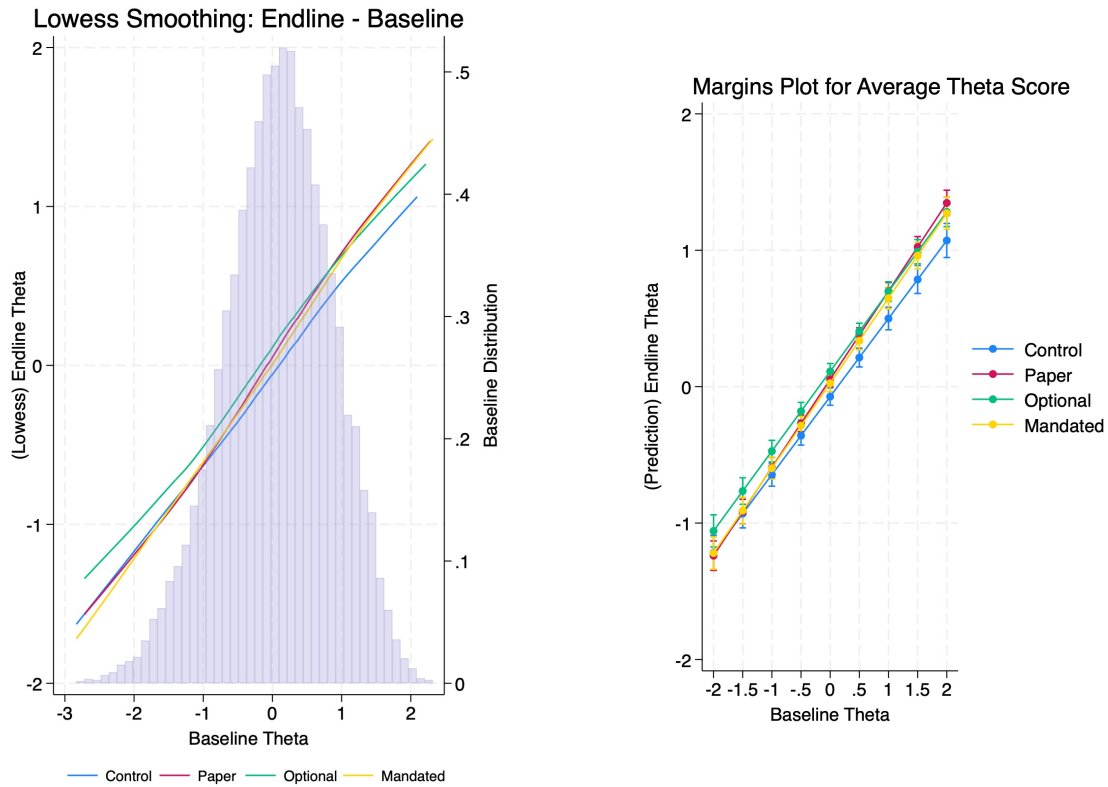 Lowess Smoothing: Endline - Baseline
2
1
0
-1
-2
(Lowess) Endline Theta
.5
.4
.3
.2
.1
0
Baseline Distribution
-3 -2 -1 0 1 2
Baseline Theta
Control Paper Optional Mandated
Margins Plot for Average Theta Score
2
1
0
-1
-2
(Prediction) Endline Theta
-2 -1.5 -1 -.5 0 .5 1 1.5 2
Baseline Theta
Control
Paper
Optional
Mandated